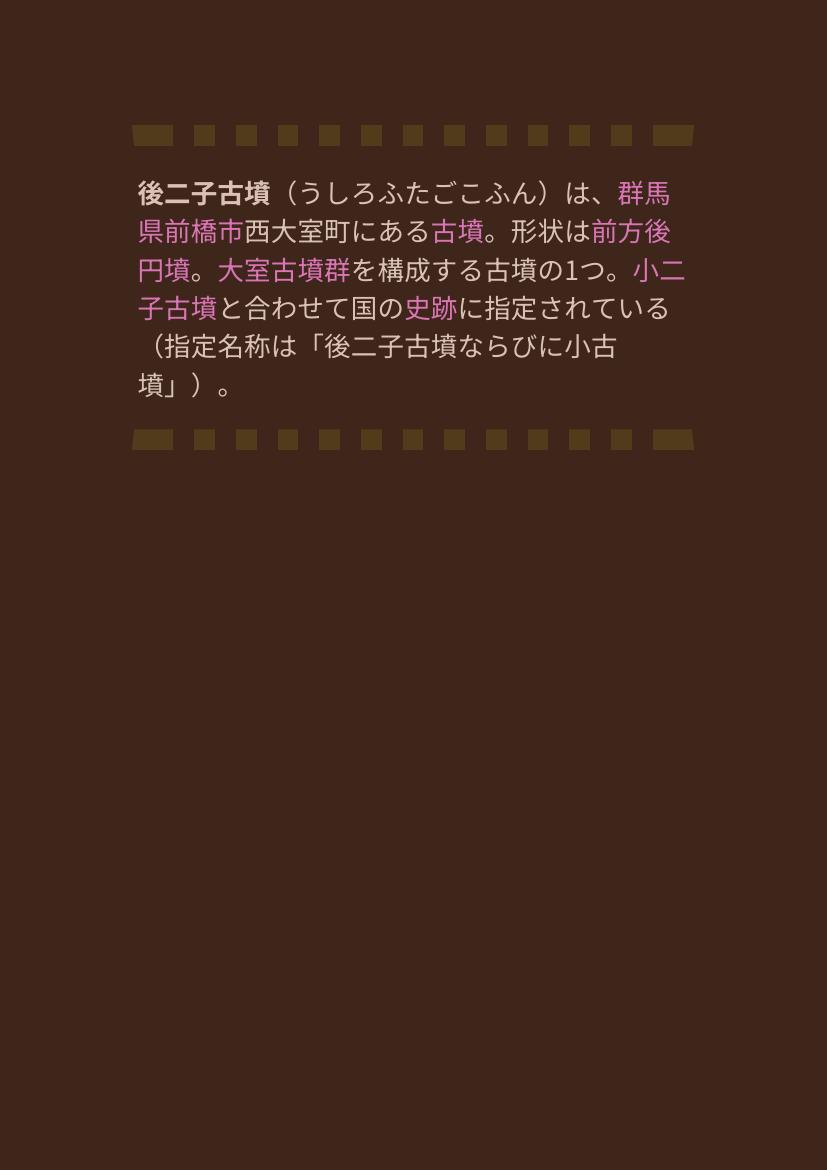 後二子古墳（うしろふたごこふん）は、群馬
県前橋市西大室町にある古墳。形状は前方後
円墳。大室古墳群を構成する古墳の1つ。小二
子古墳と合わせて国の史跡に指定されている
（指定名称は「後二子古墳ならびに小古
墳」）。